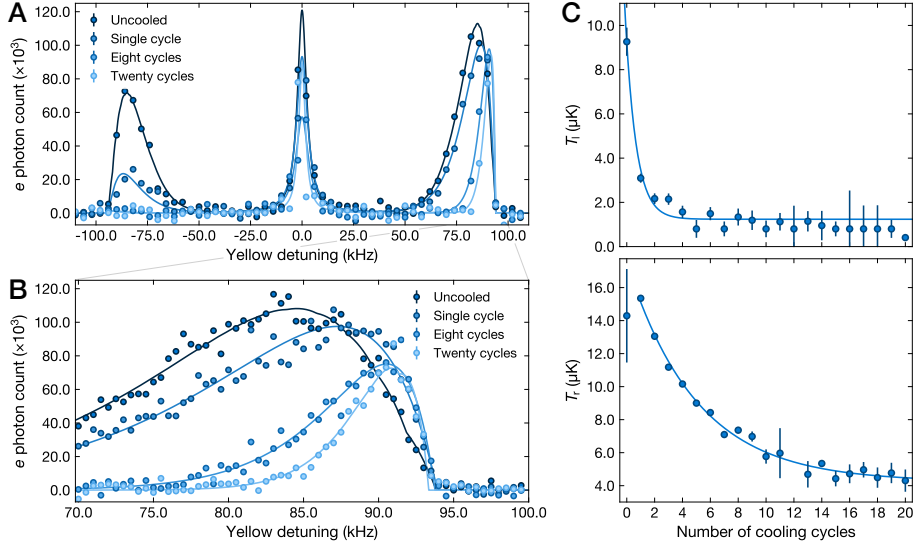 A
Uncooled
Single cycle
Eight cycles
Twenty cycles
e photon count (×10³)
120.0
100.0
80.0
60.0
40.0
20.0
0.0
-100.0 -75.0 -50.0 -25.0 0.0 25.0 50.0 75.0 100.0
Yellow detuning (kHz)
B
Uncooled
Single cycle
Eight cycles
Twenty cycles
e photon count (×10³)
120.0
100.0
80.0
60.0
40.0
20.0
0.0
70.0 75.0 80.0 85.0 90.0 95.0 100.0
Yellow detuning (kHz)
C
Tₗ (μK)
10.0
8.0
6.0
4.0
2.0
0.0
Tᵣ (μK)
16.0
14.0
12.0
10.0
8.0
6.0
4.0
0 2 4 6 8 10 12 14 16 18 20
Number of cooling cycles